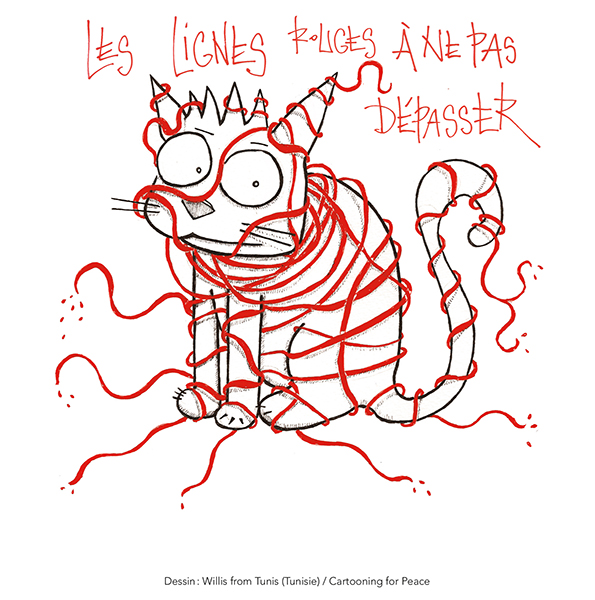 LES LIGNES ROUGES À NE PAS
DÉPASSER
Dessin : Willis from Tunis (Tunisie) / Cartooning for Peace